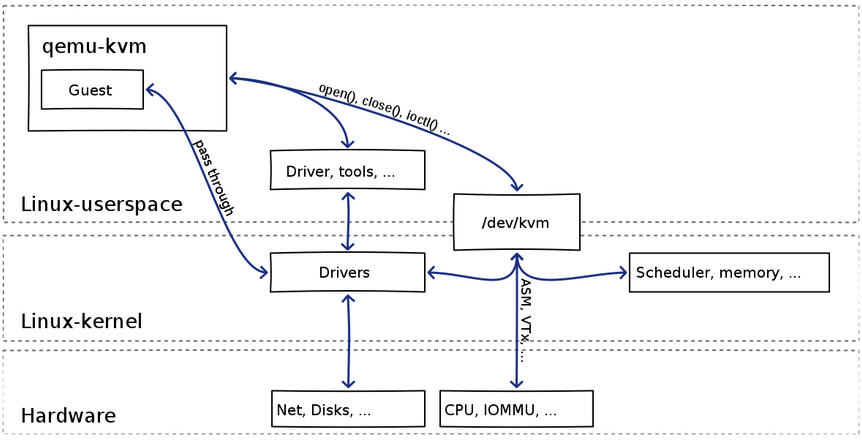 qemu-kvm
Guest
open(), close(), ioctl() ...
pass through
Driver, tools, ...
Linux-userspace
/dev/kvm
Drivers
Scheduler, memory, ...
ASM, VTx, ...
Linux-kernel
Net, Disks, ...
CPU, IOMMU, ...
Hardware